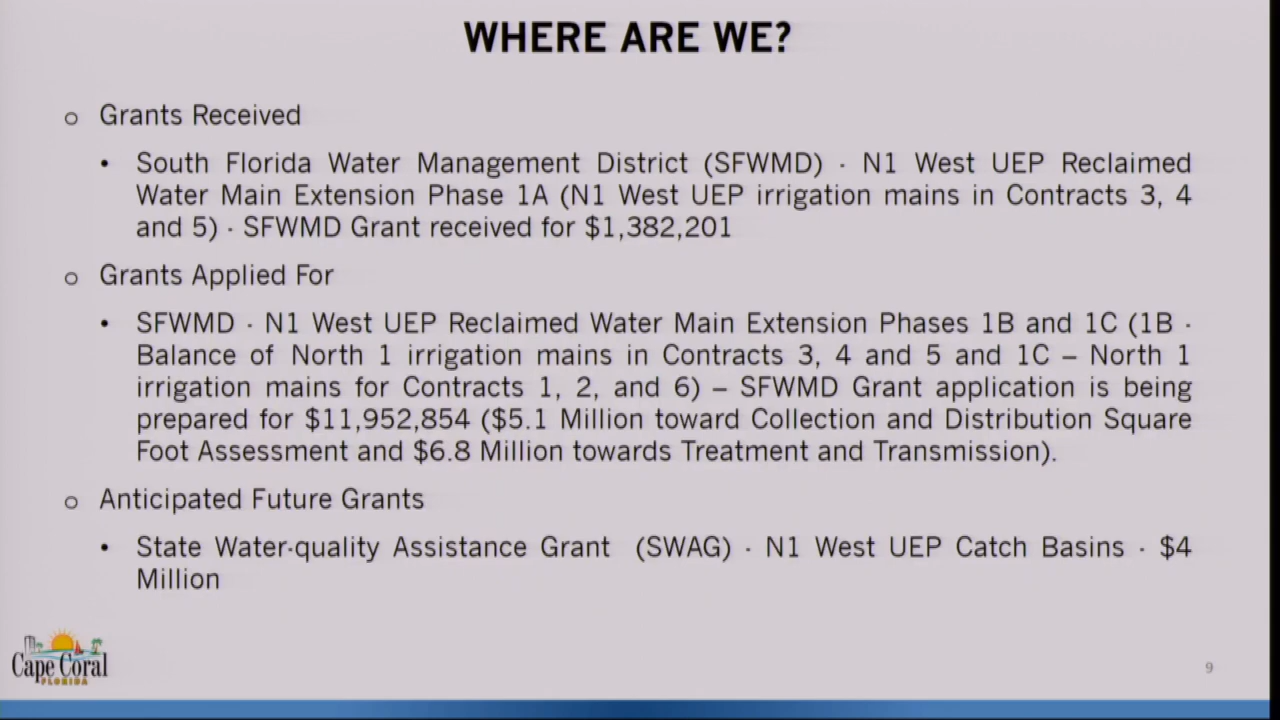 WHERE ARE WE?
o Grants Received
• South Florida Water Management District (SFWMD) - N1 West UEP Reclaimed
Water Main Extension Phase 1A (N1 West UEP irrigation mains in Contracts 3, 4
and 5) - SFWMD Grant received for $1,382,201
o Grants Applied For
• SFWMD - N1 West UEP Reclaimed Water Main Extension Phases 1B and 1C (1B -
Balance of North 1 irrigation mains in Contracts 3, 4 and 5 and 1C – North 1
irrigation mains for Contracts 1, 2, and 6) – SFWMD Grant application is being
prepared for $11,952,854 ($5.1 Million toward Collection and Distribution Square
Foot Assessment and $6.8 Million towards Treatment and Transmission).
o Anticipated Future Grants
• State Water-quality Assistance Grant (SWAG) - N1 West UEP Catch Basins - $4
Million
Cape Coral
FLORIDA
9